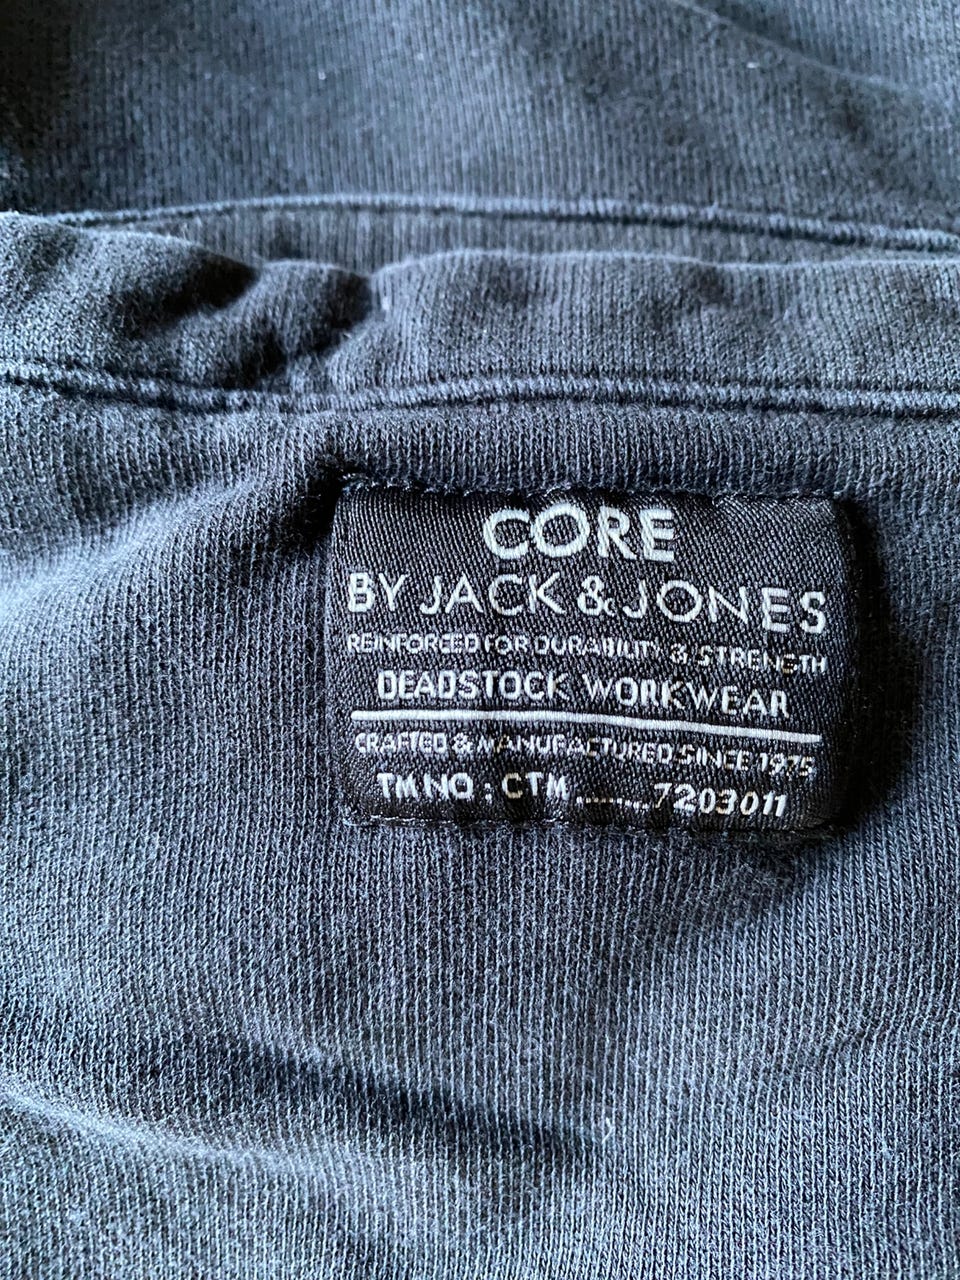 CORE
BY JACK & JONES
REINFORCED FOR DURABILITY & STRENGTH
DEADSTOCK WORKWEAR
CRAFTED & MANUFACTURED SINCE 1975
TM NO : CTM ........7203011